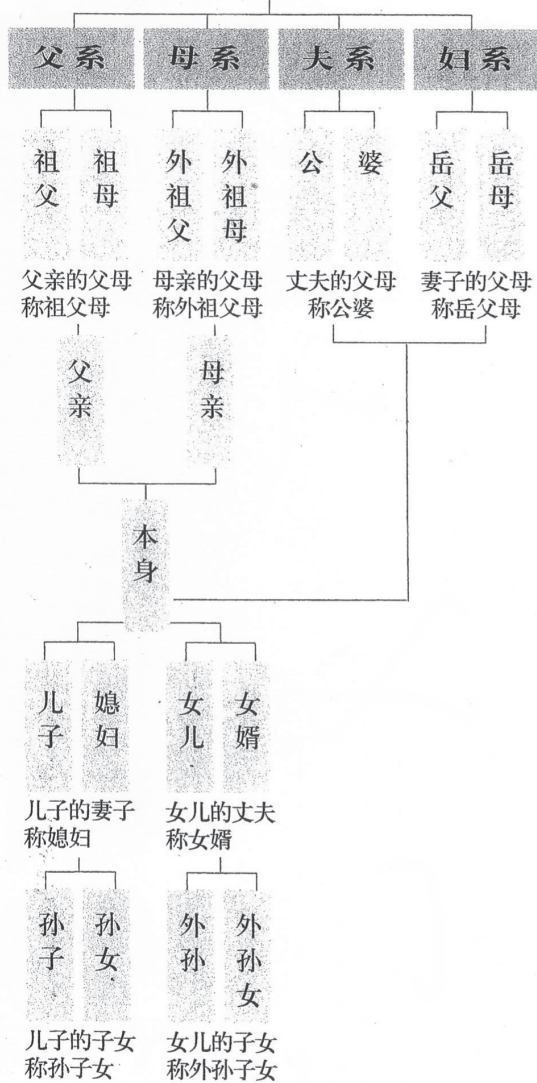 父系
母系
夫系
妇系
祖父
祖母
外祖父
外祖母
公
婆
岳父
岳母
父亲的父母
称祖父母
母亲的父母
称外祖父母
丈夫的父母
称公婆
妻子的父母
称岳父母
父亲
母亲
本身
儿子
媳妇
女儿
女婿
儿子的妻子
称媳妇
女儿的丈夫
称女婿
孙子
孙女
外孙
外孙女
儿子的子女
称孙子女
女儿的子女
称外孙子女